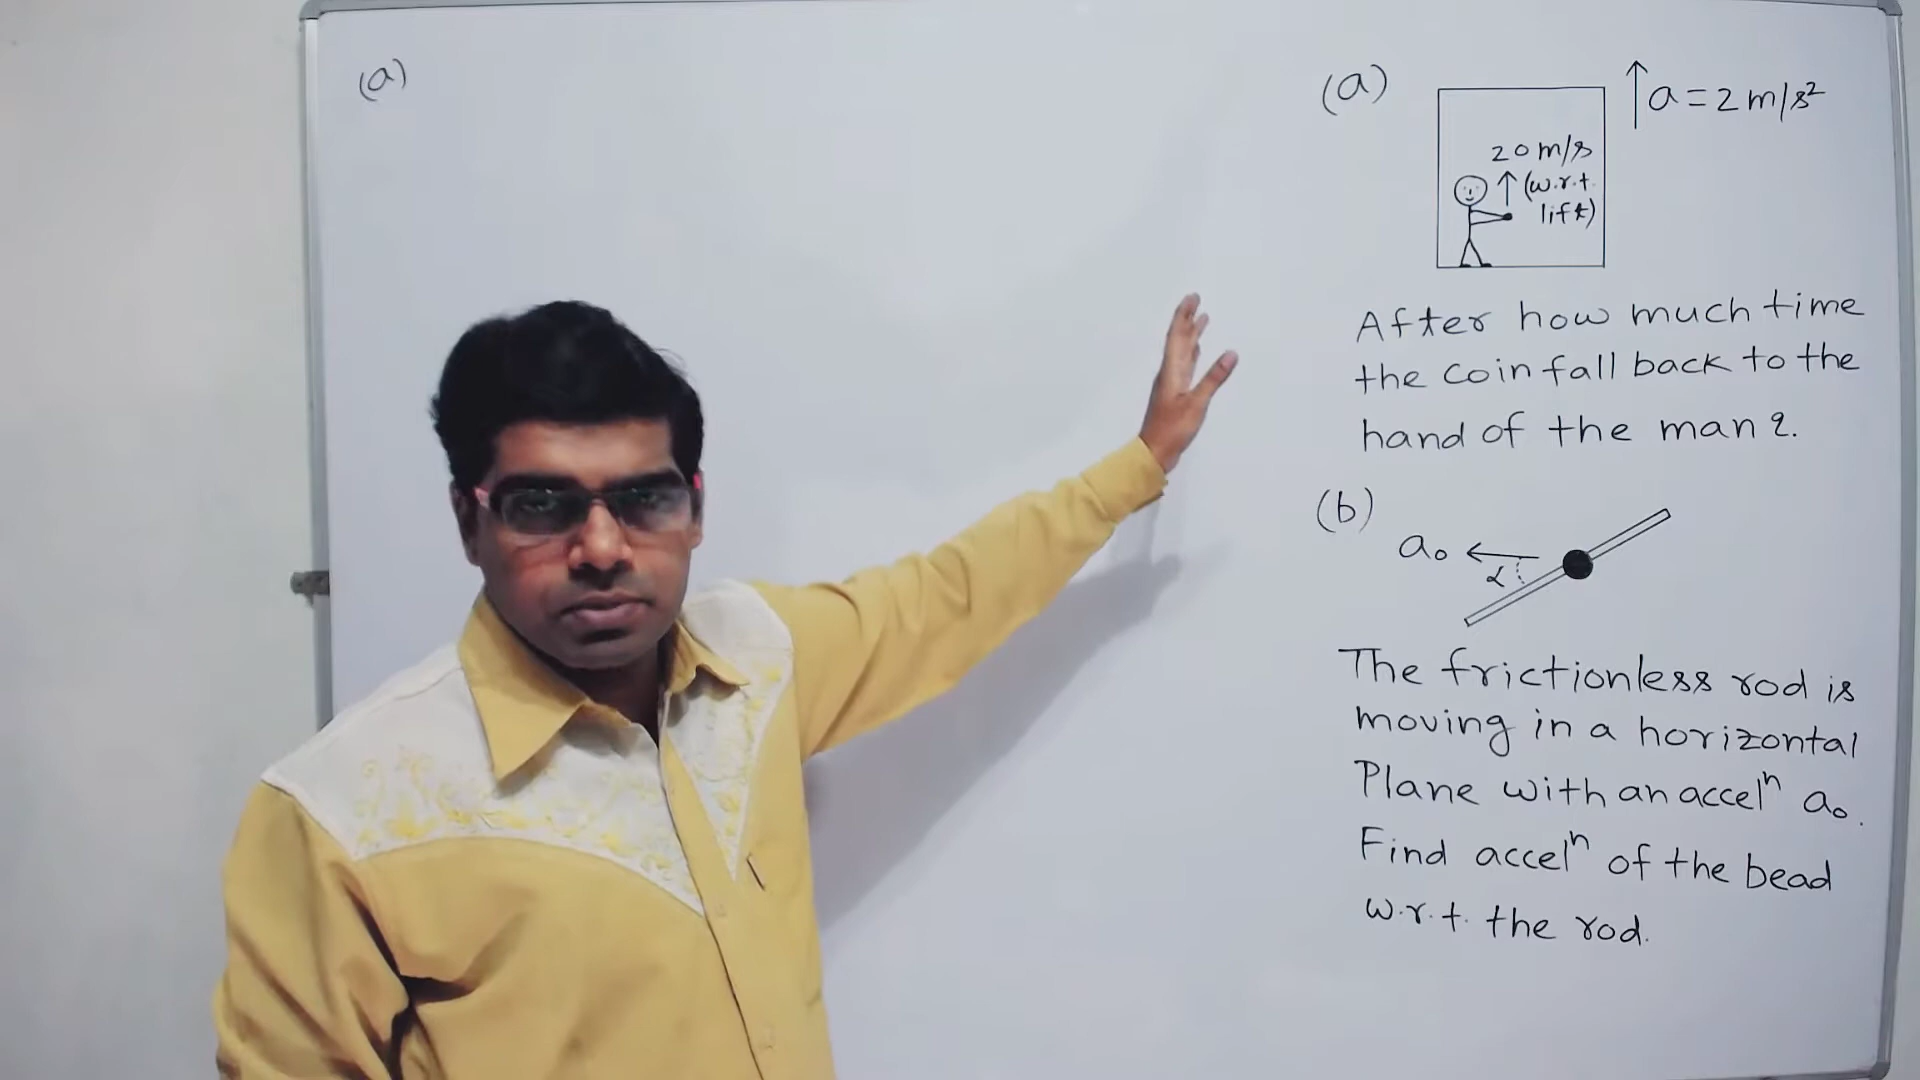 (a)
(a)
a = 2 m/s²
20 m/s
(w.r.t.
lift)
After how much time
the coin fall back to the
hand of the man ?.
(b)
a₀
α
The frictionless rod is
moving in a horizontal
Plane with an accelⁿ a₀.
Find accelⁿ of the bead
w.r.t. the rod.